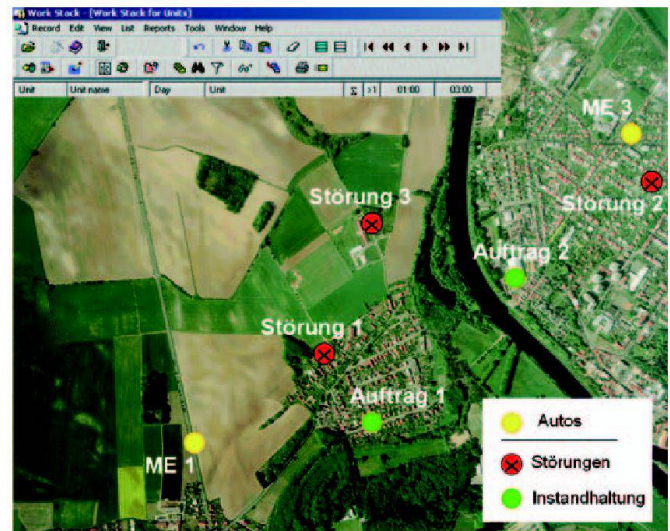 Work Stack - [Work Stack for Units]
Record Edit View List Reports Tools Window Help
Unit Unit name Day Unit Σ >1 01:00 03:00
ME 3
Störung 3
Störung 2
Auftrag 2
Störung 1
Auftrag 1
ME 1
Autos
Störungen
Instandhaltung